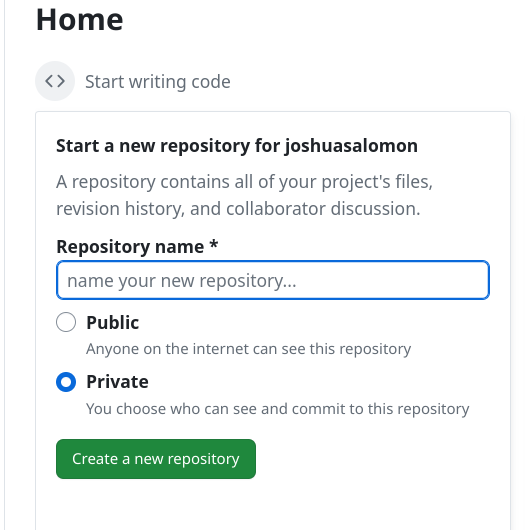 Home
Start writing code
Start a new repository for joshuasalomon
A repository contains all of your project's files,
revision history, and collaborator discussion.
Repository name *
name your new repository...
Public
Anyone on the internet can see this repository
Private
You choose who can see and commit to this repository
Create a new repository